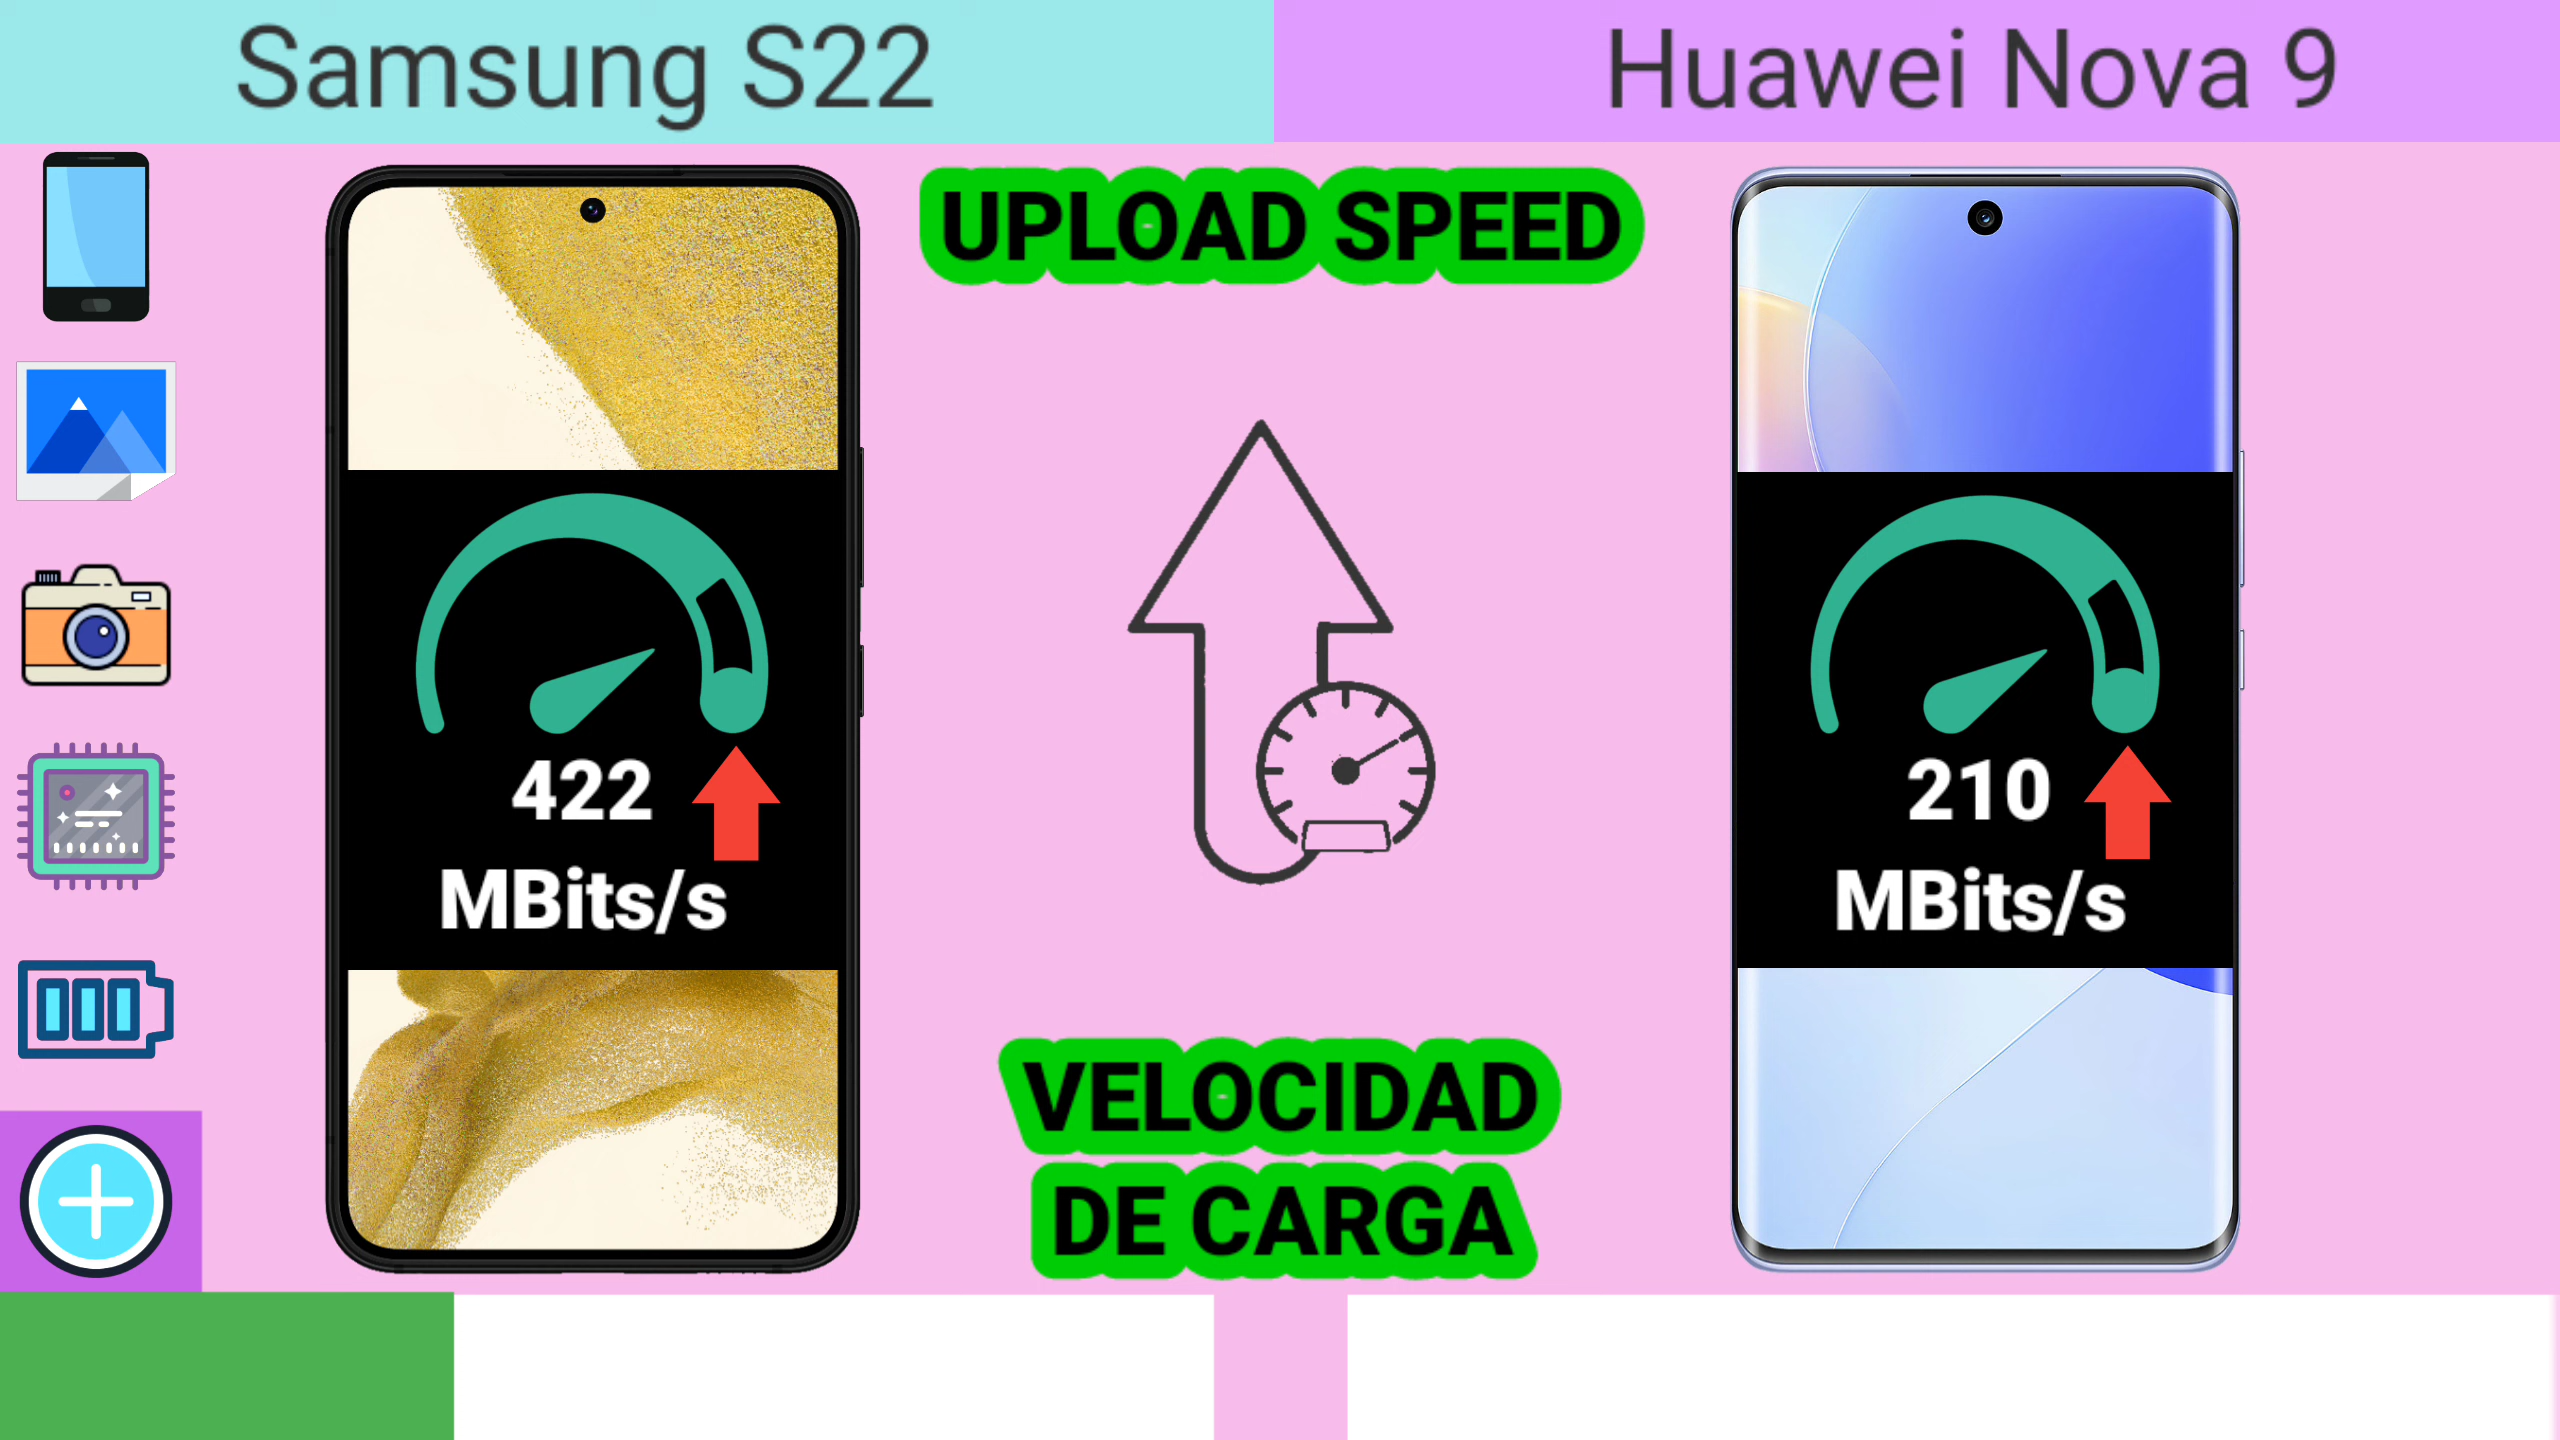 Samsung S22
Huawei Nova 9
UPLOAD SPEED
422
MBits/s
210
MBits/s
VELOCIDAD
DE CARGA